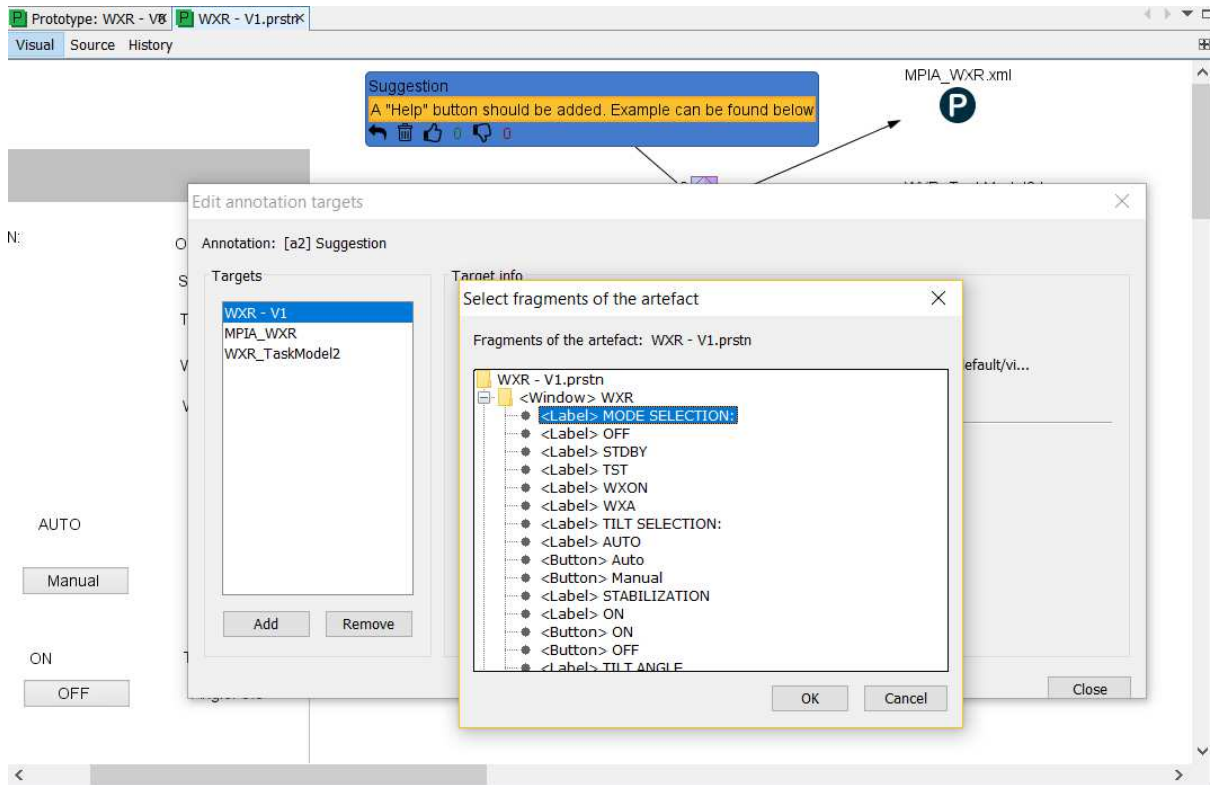 Prototype: WXR - V
WXR - V1.prstn
Visual Source History
Suggestion
A "Help" button should be added. Example can be found below
0 0
MPIA_WXR.xml
P
Edit annotation targets
N:
O
Annotation: [a2] Suggestion
S
Targets
Target info
T
WXR - V1
MPIA_WXR
WXR_TaskModel2
Select fragments of the artefact
Fragments of the artefact: WXR - V1.prstn
efault/vi...
WXR - V1.prstn
<Window> WXR
<Label> MODE SELECTION:
<Label> OFF
<Label> STDBY
<Label> TST
<Label> WXON
<Label> WXA
<Label> TILT SELECTION:
<Label> AUTO
<Button> Auto
<Button> Manual
<Label> STABILIZATION
<Label> ON
<Button> ON
<Button> OFF
<Label> TILT ANGLE
AUTO
Manual
Add Remove
ON
OFF
OK Cancel
Close